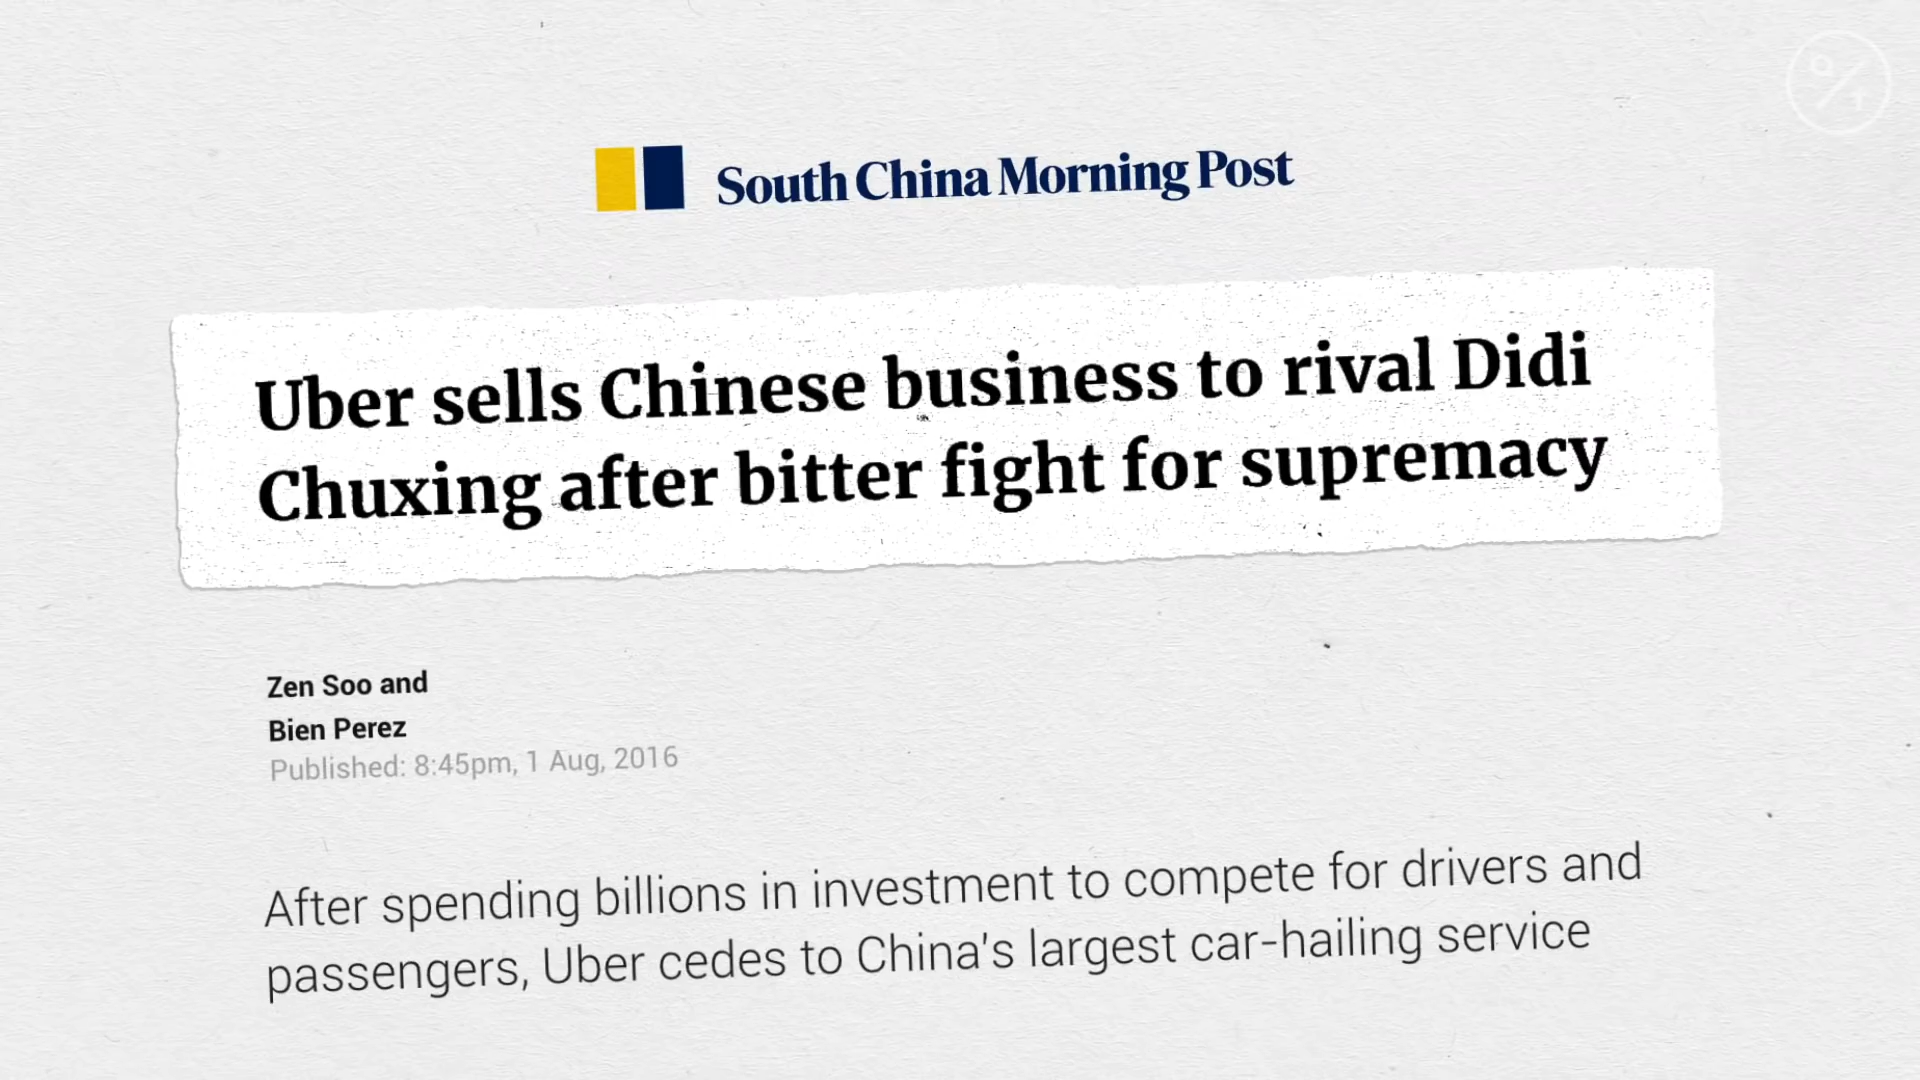 South China Morning Post
Uber sells Chinese business to rival Didi
Chuxing after bitter fight for supremacy
Zen Soo and
Bien Perez
Published: 8:45pm, 1 Aug, 2016
After spending billions in investment to compete for drivers and
passengers, Uber cedes to China's largest car-hailing service